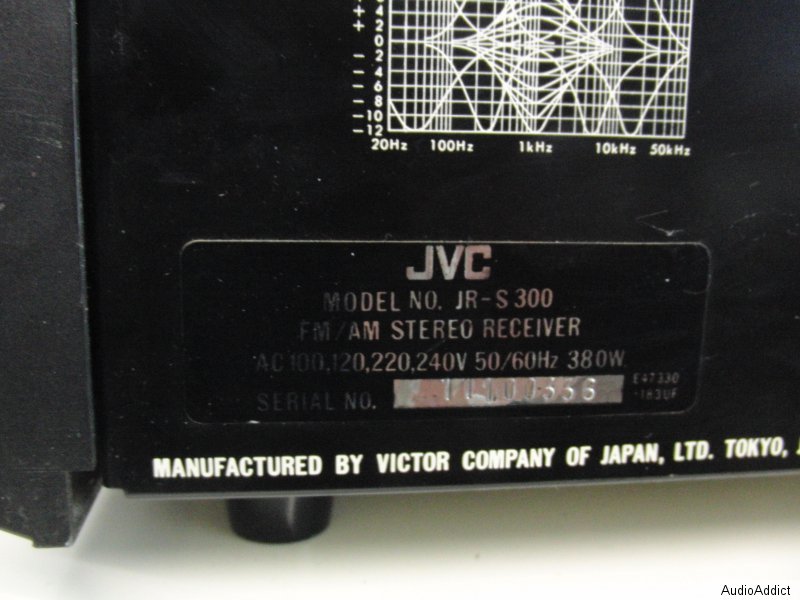 +
+ 2
0
- 2
- 4
- 6
- 8
-10
-12
20Hz 100Hz 1kHz 10kHz 50kHz
JVC
MODEL NO. JR-S300
FM/AM STEREO RECEIVER
AC 100,120,220,240V 50/60Hz 380W
SERIAL NO.
E47330
MANUFACTURED BY VICTOR COMPANY OF JAPAN, LTD. TOKYO,
AudioAddict